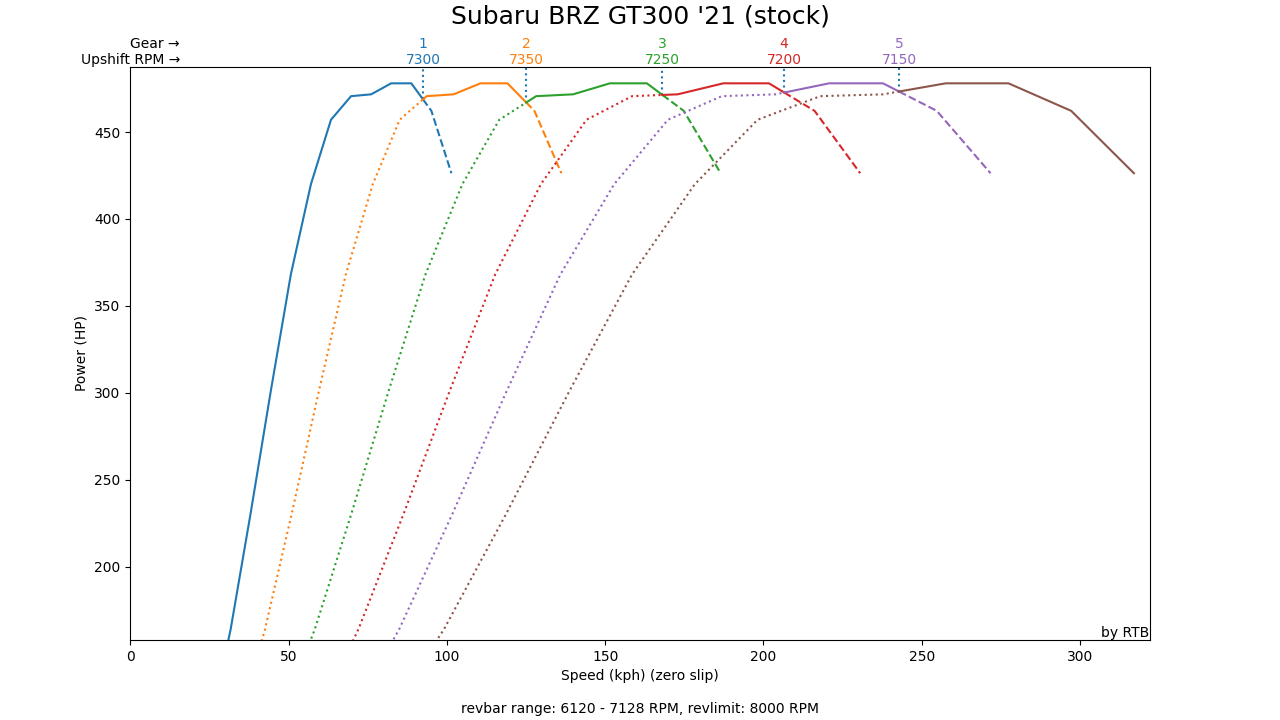 Subaru BRZ GT300 '21 (stock)
Gear → 1 2 3 4 5
Upshift RPM → 7300 7350 7250 7200 7150
Power (HP)
450
400
350
300
250
200
by RTB
0 50 100 150 200 250 300
Speed (kph) (zero slip)
revbar range: 6120 - 7128 RPM, revlimit: 8000 RPM